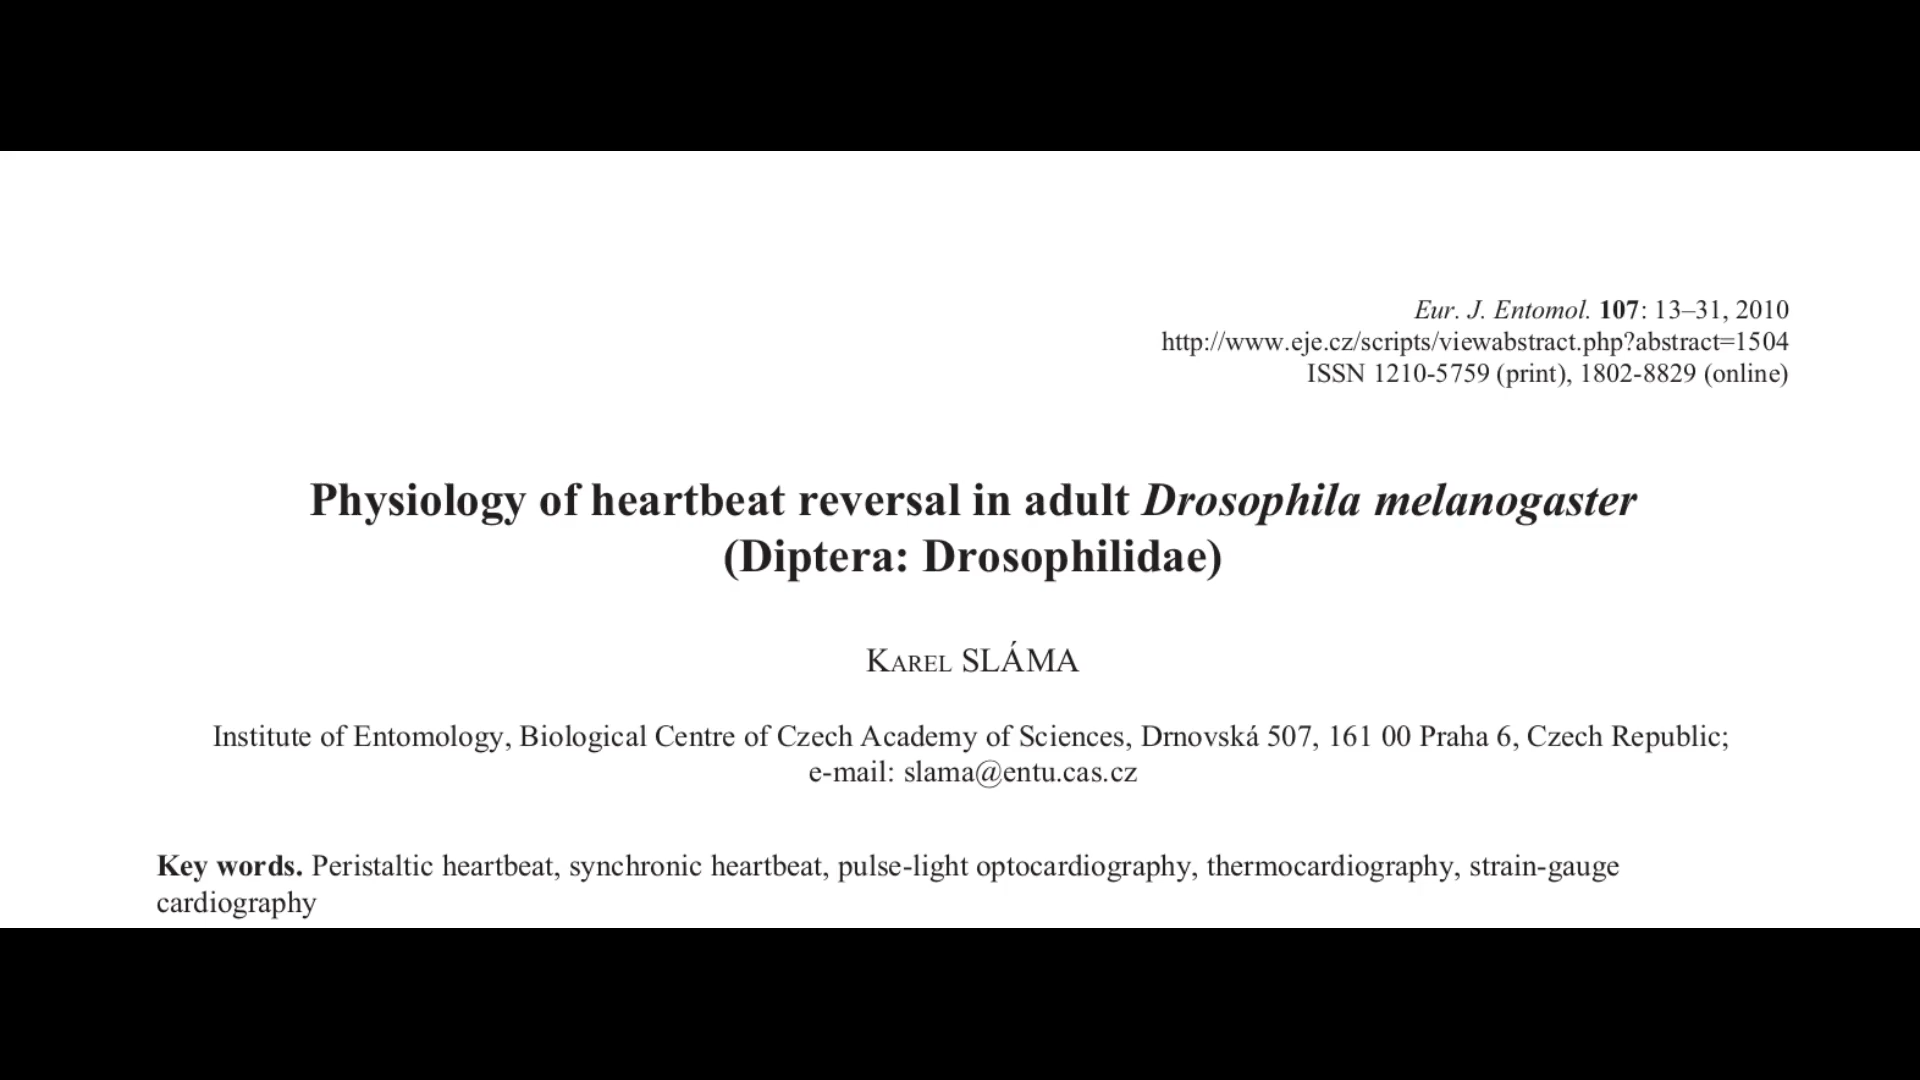 Eur. J. Entomol. 107: 13–31, 2010
http://www.eje.cz/scripts/viewabstract.php?abstract=1504
ISSN 1210-5759 (print), 1802-8829 (online)
Physiology of heartbeat reversal in adult Drosophila melanogaster
(Diptera: Drosophilidae)
KAREL SLÁMA
Institute of Entomology, Biological Centre of Czech Academy of Sciences, Drnovská 507, 161 00 Praha 6, Czech Republic;
e-mail: slama@entu.cas.cz
Key words. Peristaltic heartbeat, synchronic heartbeat, pulse-light optocardiography, thermocardiography, strain-gauge
cardiography